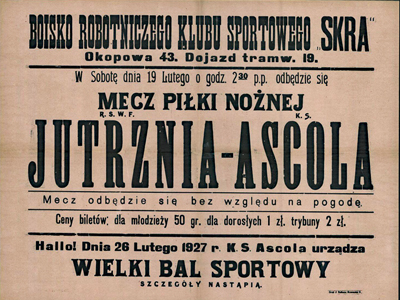 BOISKO ROBOTNICZEGO KLUBU SPORTOWEGO „SKRA"
Okopowa 43. Dojazd tramw. 19.
W Sobotę dnia 19 Lutego o godz. 2³⁰ p.p. odbędzie się
MECZ PIŁKI NOŻNEJ
R. S. W. F. K. S.
JUTRZNIA-ASCOLA
Mecz odbędzie się bez względu na pogodę.
Ceny biletów: dla młodzieży 50 gr. dla dorosłych 1 zł. trybuny 2 zł.
Hallo! Dnia 26 Lutego 1927 r. K. S. Ascola urządza
WIELKI BAL SPORTOWY
SZCZEGÓŁY NASTĄPIĄ.